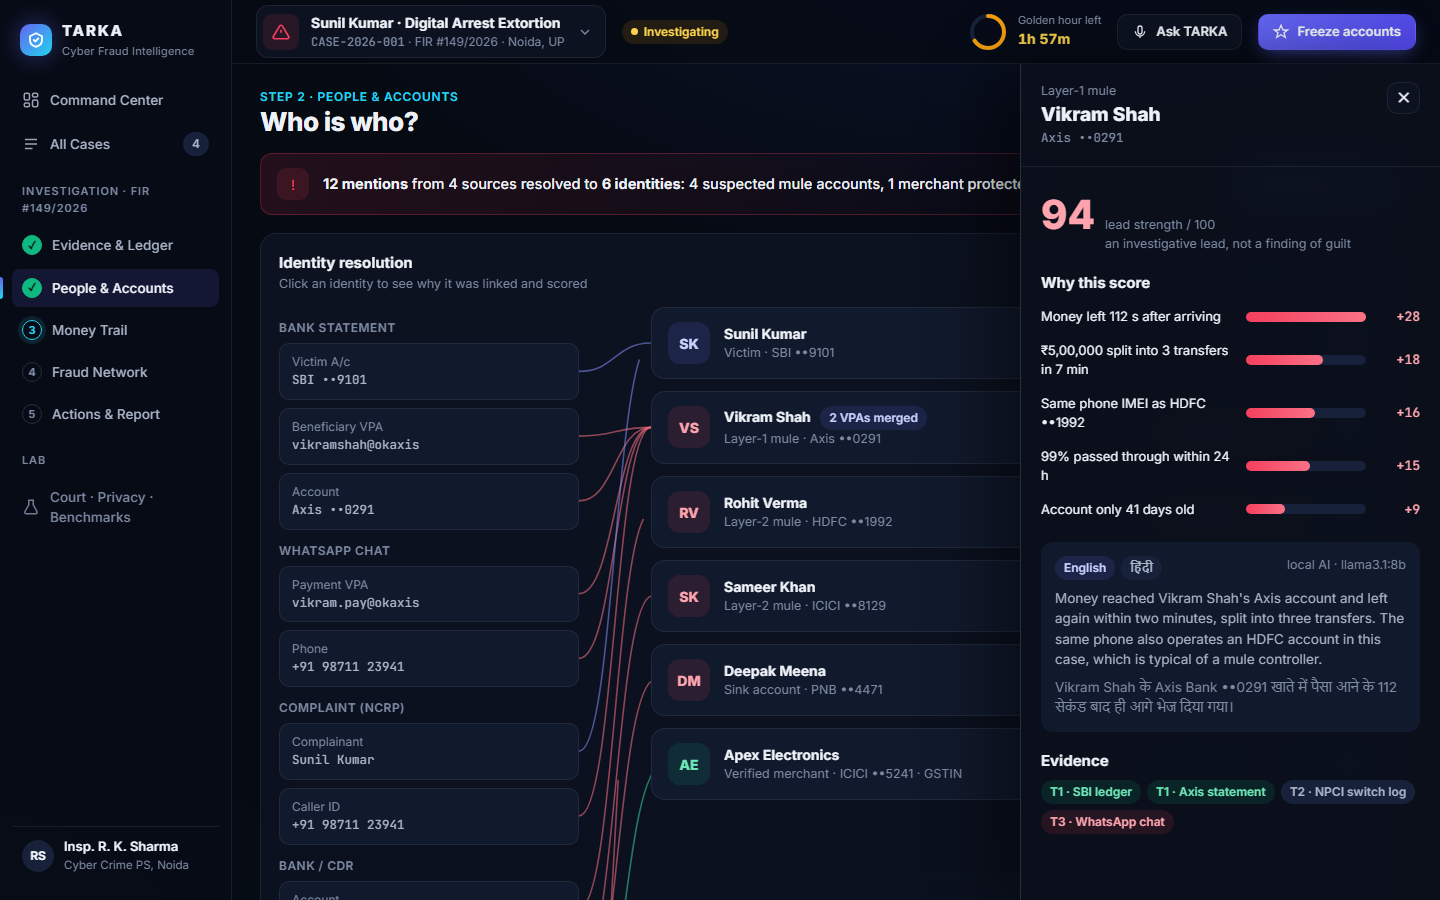 TARKA
Cyber Fraud Intelligence
Command Center
All Cases 4
INVESTIGATION · FIR
#149/2026
Evidence & Ledger
People & Accounts
3 Money Trail
4 Fraud Network
5 Actions & Report
LAB
Court · Privacy ·
Benchmarks
RS
Insp. R. K. Sharma
Cyber Crime PS, Noida
Sunil Kumar · Digital Arrest Extortion
CASE-2026-001 · FIR #149/2026 · Noida, UP
Investigating
Golden hour left
1h 57m
Ask TARKA
Freeze accounts
STEP 2 · PEOPLE & ACCOUNTS
Who is who?
! 12 mentions from 4 sources resolved to 6 identities: 4 suspected mule accounts, 1 merchant
Identity resolution
Click an identity to see why it was linked and scored
BANK STATEMENT
Victim A/c
SBI ••9101
Beneficiary VPA
vikramshah@okaxis
Account
Axis ••0291
WHATSAPP CHAT
Payment VPA
vikram.pay@okaxis
Phone
+91 98711 23941
COMPLAINT (NCRP)
Complainant
Sunil Kumar
Caller ID
+91 98711 23941
BANK / CDR
Account
SK
Sunil Kumar
Victim · SBI ••9101
VS
Vikram Shah 2 VPAs merged
Layer-1 mule · Axis ••0291
RV
Rohit Verma
Layer-2 mule · HDFC ••1992
SK
Sameer Khan
Layer-2 mule · ICICI ••8129
DM
Deepak Meena
Sink account · PNB ••4471
AE
Apex Electronics
Verified merchant · ICICI ••5241 · GSTIN
Layer-1 mule
Vikram Shah
Axis ••0291
94
lead strength / 100
an investigative lead, not a finding of guilt
Why this score
Money left 112 s after arriving +28
₹5,00,000 split into 3 transfers
in 7 min +18
Same phone IMEI as HDFC
••1992 +16
99% passed through within 24
h +15
Account only 41 days old +9
English हिंदी local AI · llama3.1:8b
Money reached Vikram Shah's Axis account and left
again within two minutes, split into three transfers. The
same phone also operates an HDFC account in this
case, which is typical of a mule controller.
Vikram Shah के Axis Bank ••0291 खाते में पैसा आने के 112
सेकंड बाद ही आगे भेज दिया गया।
Evidence
T1 · SBI ledger T1 · Axis statement T2 · NPCI switch log
T3 · WhatsApp chat